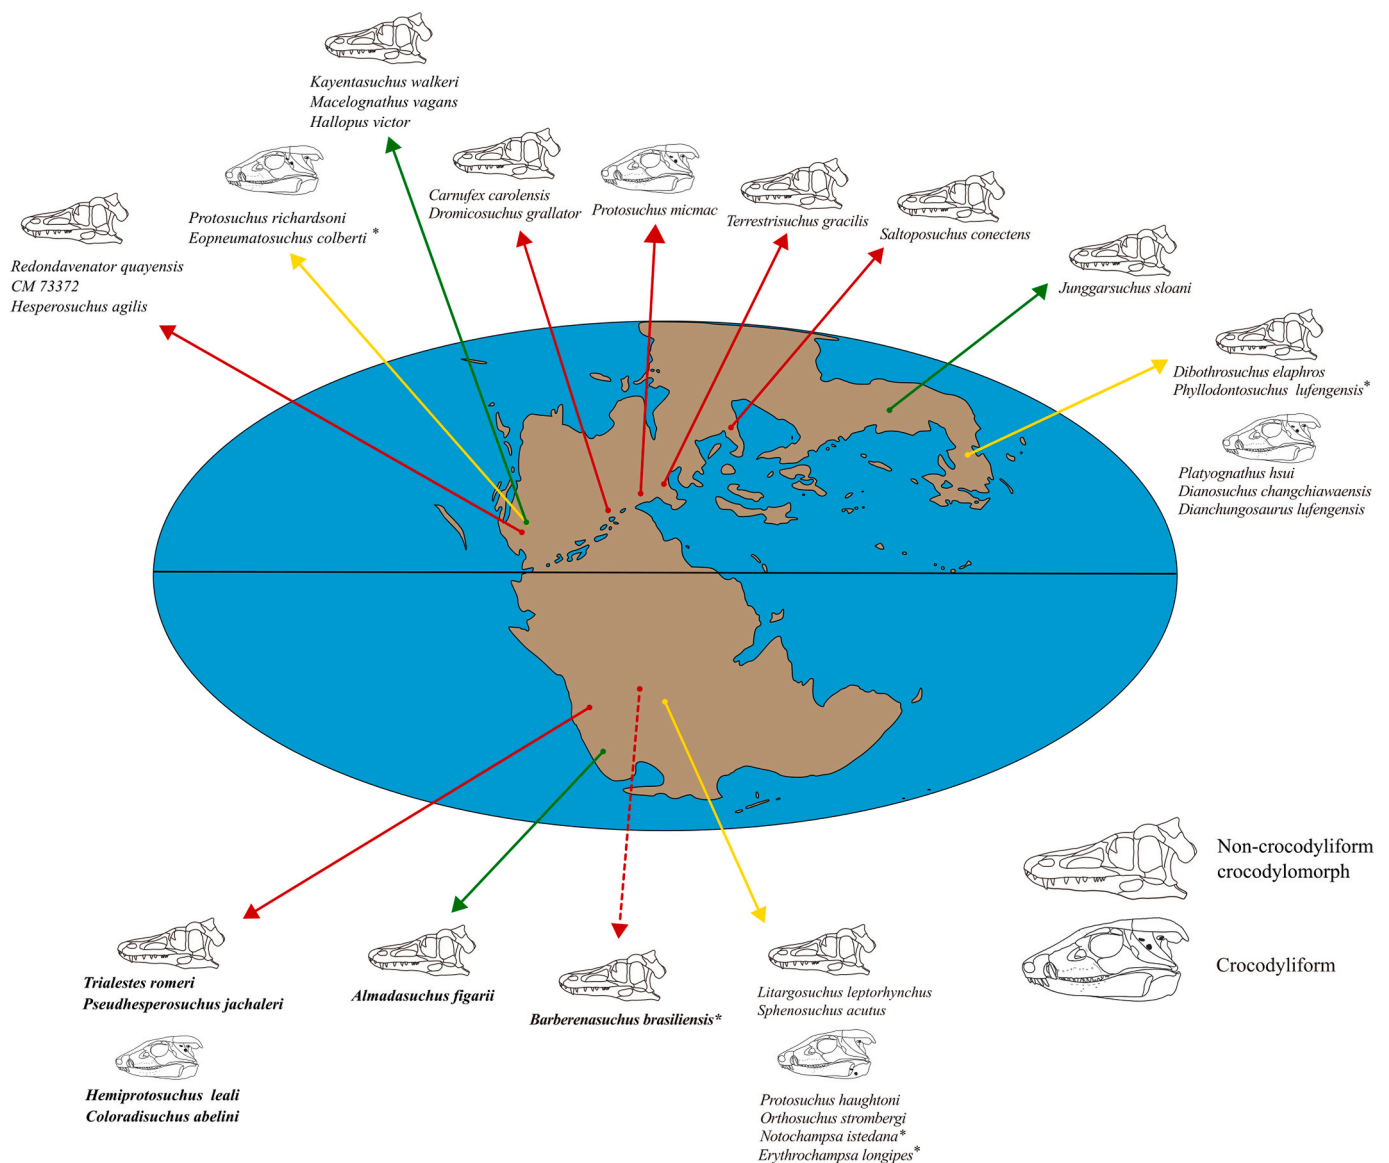 Kayentasuchus walkeri
Macelognathus vagans
Hallopus victor
Protosuchus richardsoni
Eopneumatosuchus colberti *
Carnufex carolensis
Dromicosuchus grallator
Protosuchus micmac
Terrestrisuchus gracilis
Saltoposuchus conectens
Redondavenator quayensis
CM 73372
Hesperosuchus agilis
Junggarsuchus sloani
Dibothrosuchus elaphros
Phyllodontosuchus lufengensis*
Platyognathus hsui
Dianosuchus changchiawaensis
Dianchungosaurus lufengensis
Non-crocodyliform
crocodylomorph
Crocodyliform
Trialestes romeri
Pseudhesperosuchus jachaleri
Hemiprotosuchus leali
Coloradisuchus abelini
Almadasuchus figarii
Barberenasuchus brasiliensis*
Litargosuchus leptorhynchus
Sphenosuchus acutus
Protosuchus haughtoni
Orthosuchus strombergi
Notochampsa istedana*
Erythrochampsa longipes*